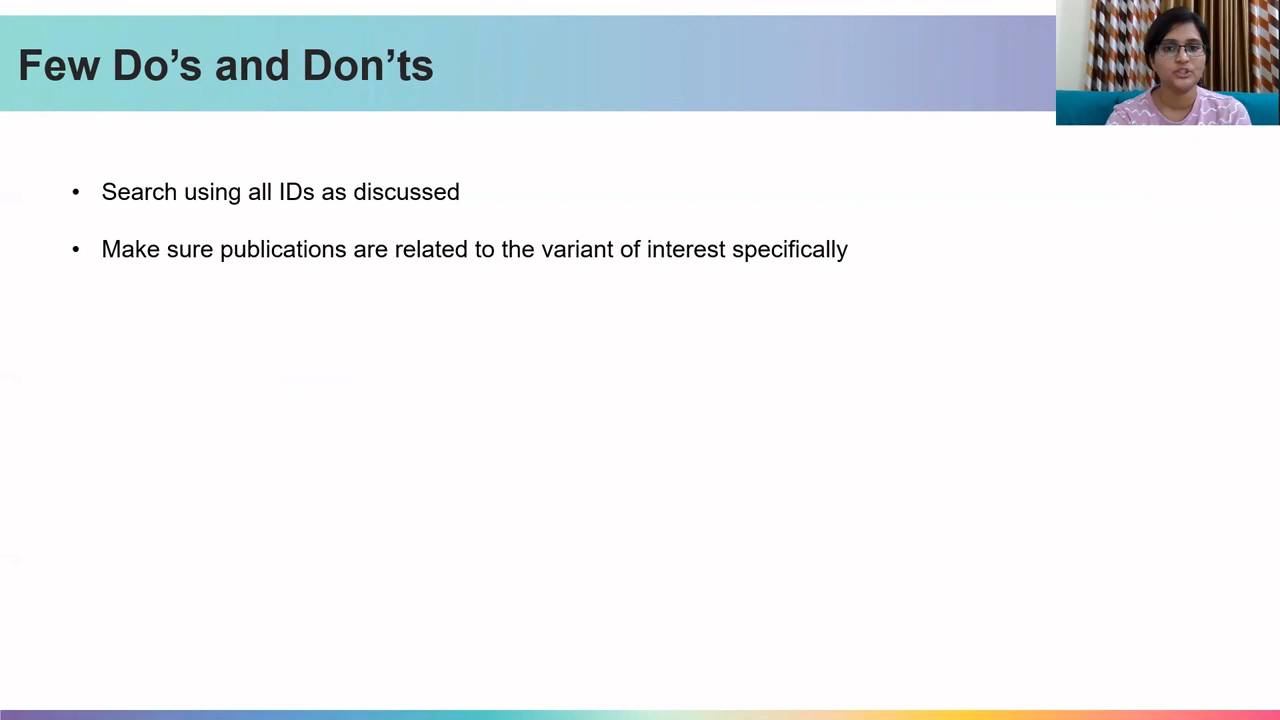 Few Do’s and Don’ts
• Search using all IDs as discussed
• Make sure publications are related to the variant of interest specifically